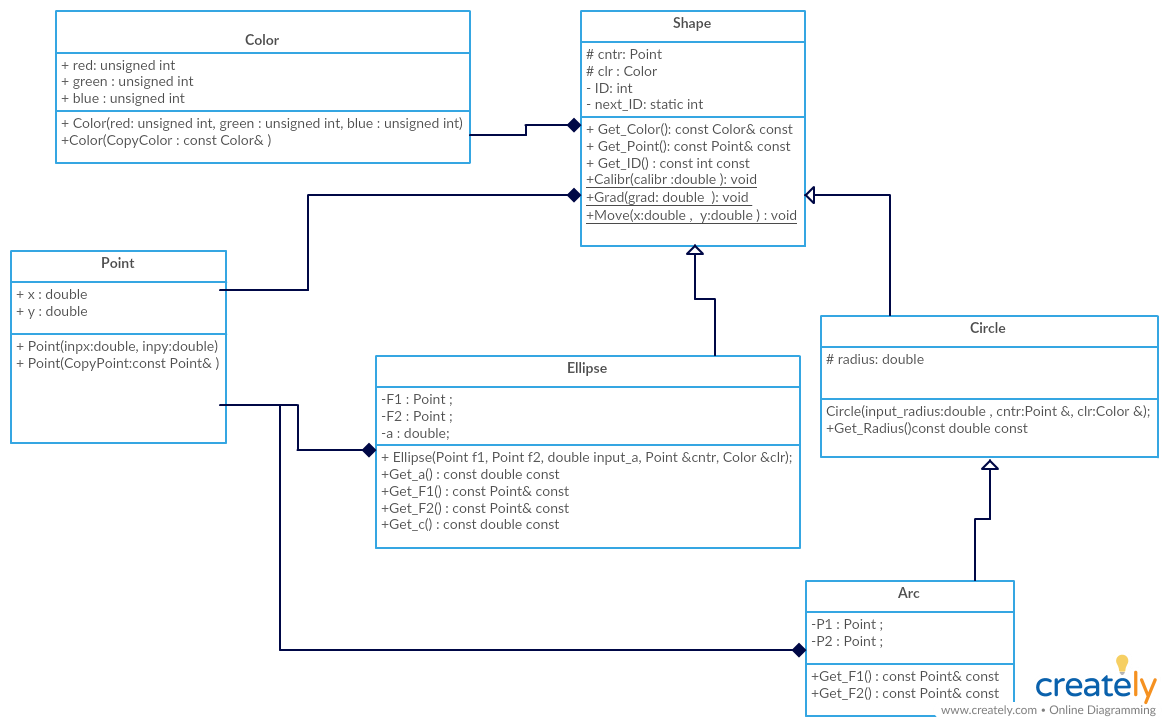 Color
+ red: unsigned int
+ green : unsigned int
+ blue : unsigned int
+ Color(red: unsigned int, green : unsigned int, blue : unsigned int)
+Color(CopyColor : const Color& )
Shape
# cntr: Point
# clr : Color
- ID: int
- next_ID: static int
+ Get_Color(): const Color& const
+ Get_Point(): const Point& const
+ Get_ID() : const int const
+Calibr(calibr :double ): void
+Grad(grad: double  ): void
+Move(x:double ,  y:double ) : void
Point
+ x : double
+ y : double
+ Point(inpx:double, inpy:double)
+ Point(CopyPoint:const Point& )
Ellipse
-F1 : Point ;
-F2 : Point ;
-a : double;
+ Ellipse(Point f1, Point f2, double input_a, Point &cntr, Color &clr);
+Get_a() : const double const
+Get_F1() : const Point& const
+Get_F2() : const Point& const
+Get_c() : const double const
Circle
# radius: double
Circle(input_radius:double , cntr:Point &, clr:Color &);
+Get_Radius()const double const
Arc
-P1 : Point ;
-P2 : Point ;
+Get_F1() : const Point& const
+Get_F2() : const Point& const
creately
www.creately.com • Online Diagramming